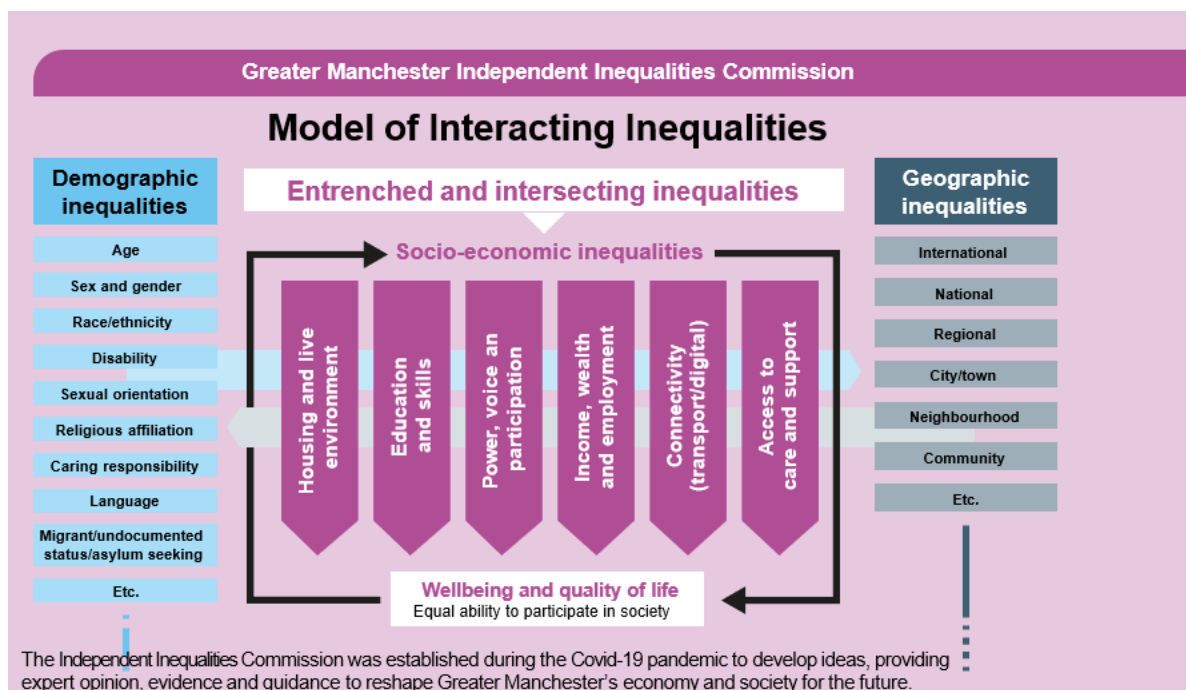 Greater Manchester Independent Inequalities Commission
Model of Interacting Inequalities
Demographic
inequalities
Age
Sex and gender
Race/ethnicity
Disability
Sexual orientation
Religious affiliation
Caring responsibility
Language
Migrant/undocumented
status/asylum seeking
Etc.
Entrenched and intersecting inequalities
Socio-economic inequalities
Housing and live
environment
Education
and skills
Power, voice an
participation
Income, wealth
and employment
Connectivity
(transport/digital)
Access to
care and support
Wellbeing and quality of life
Equal ability to participate in society
Geographic
inequalities
International
National
Regional
City/town
Neighbourhood
Community
Etc.
The Independent Inequalities Commission was established during the Covid-19 pandemic to develop ideas, providing
expert opinion, evidence and guidance to reshape Greater Manchester's economy and society for the future.